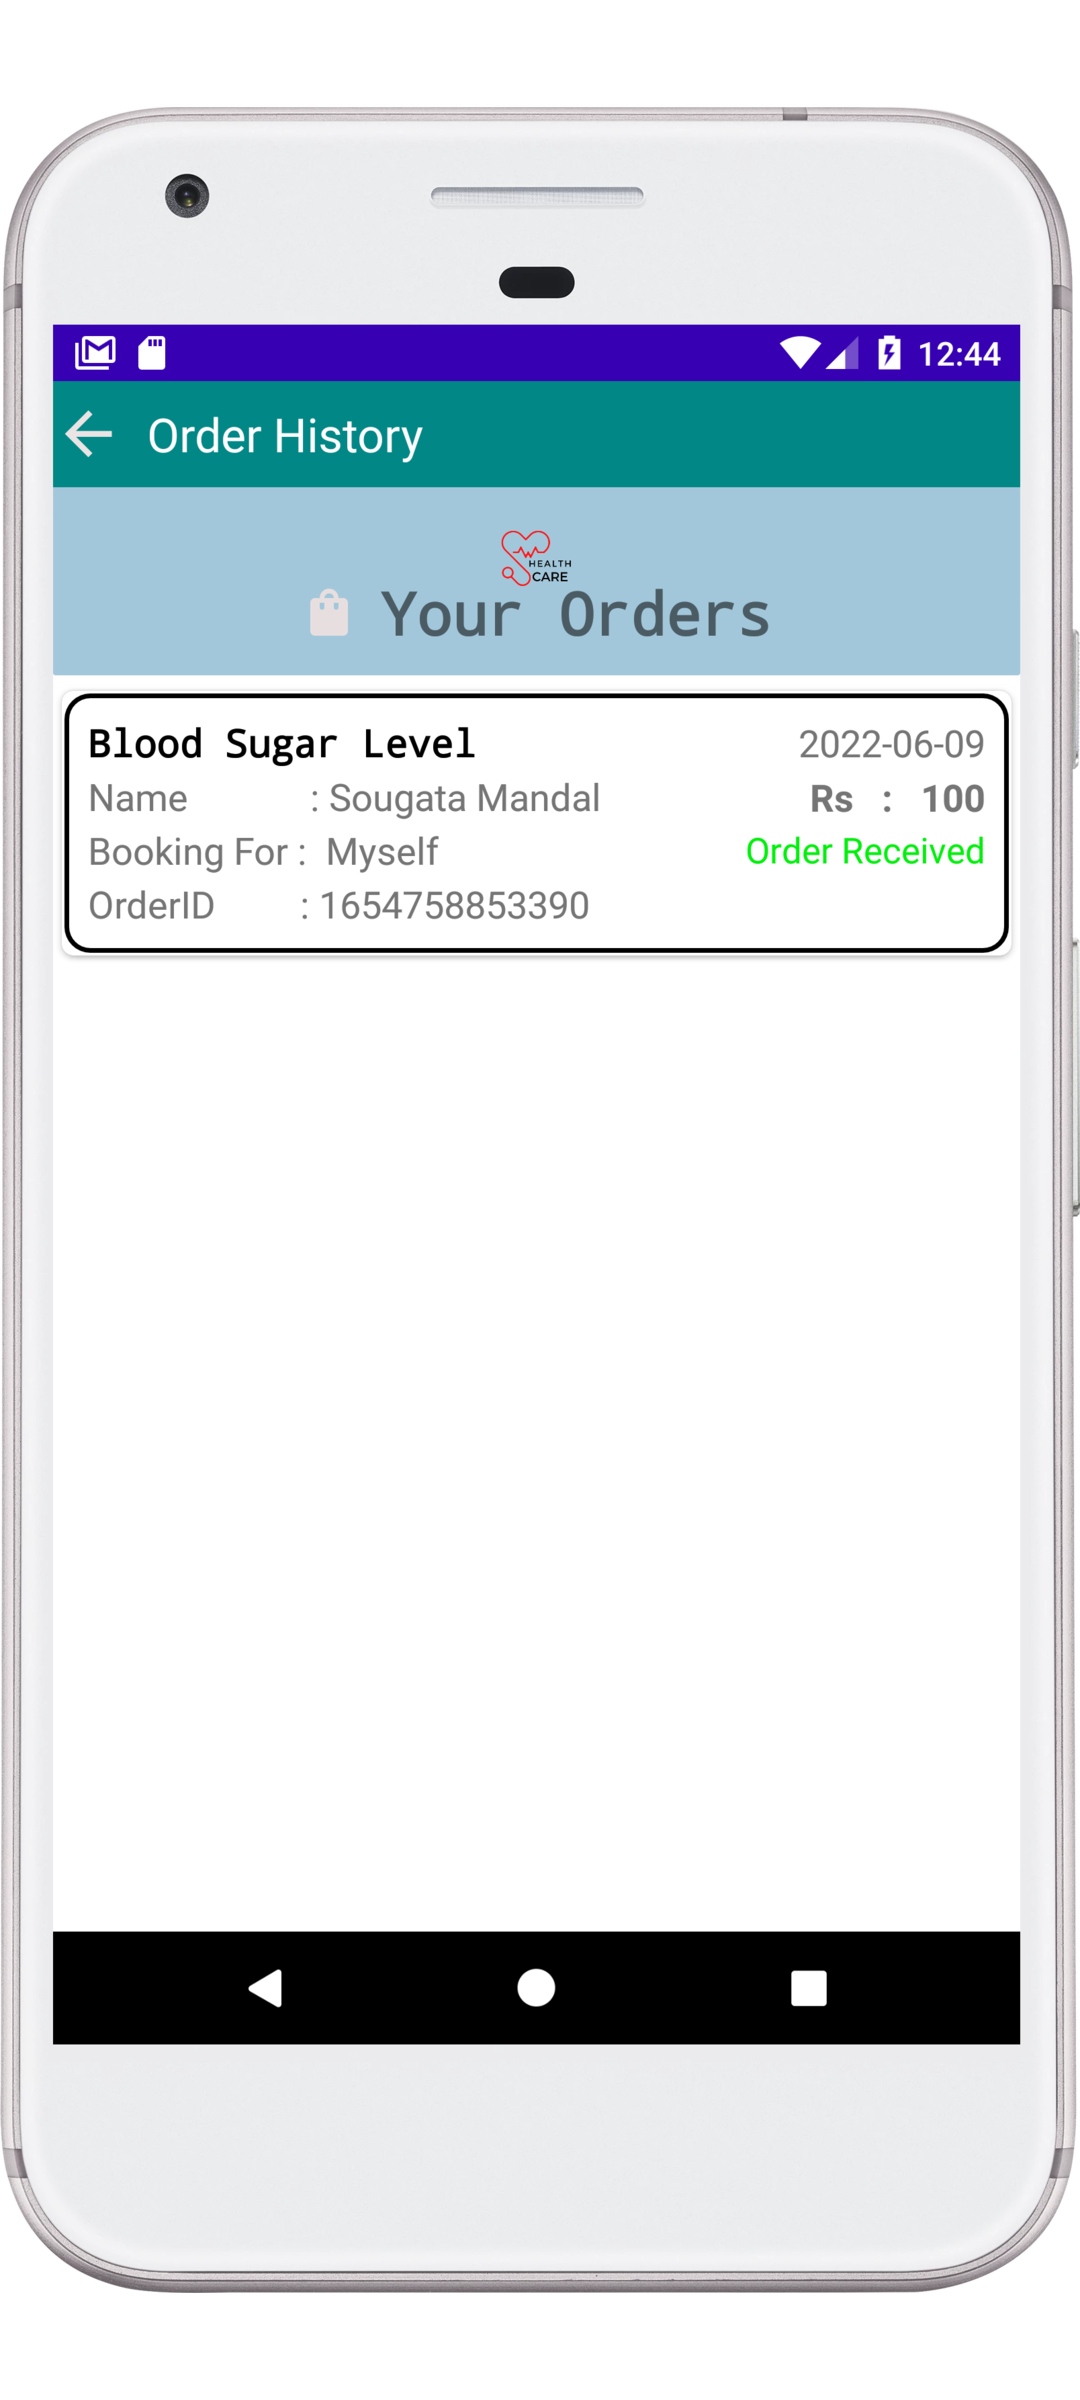 12:44
Order History
HEALTH
CARE
Your Orders
Blood Sugar Level 2022-06-09
Name : Sougata Mandal Rs : 100
Booking For : Myself Order Received
OrderID : 1654758853390